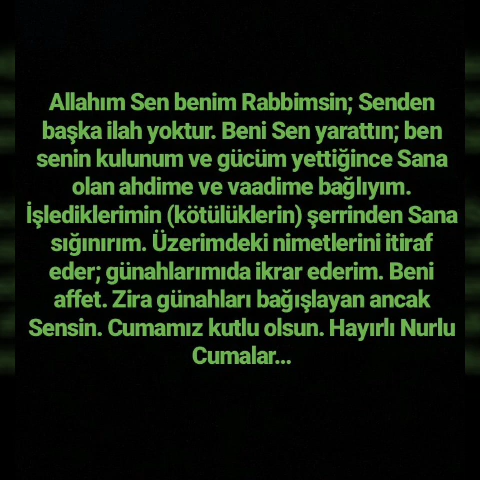 Allahım Sen benim Rabbimsin; Senden
başka ilah yoktur. Beni Sen yarattın; ben
senin kulunum ve gücüm yettiğince Sana
olan ahdime ve vaadime bağlıyım.
İşlediklerimin (kötülüklerin) şerrinden Sana
sığınırım. Üzerimdeki nimetlerini itiraf
eder; günahlarımıda ikrar ederim. Beni
affet. Zira günahları bağışlayan ancak
Sensin. Cumamız kutlu olsun. Hayırlı Nurlu
Cumalar...